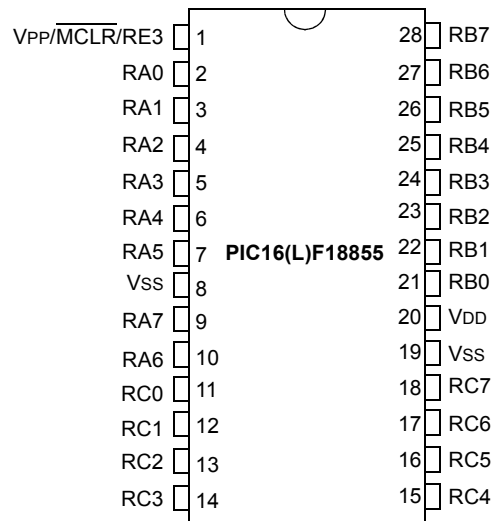 VPP/MCLR/RE3 1 28 RB7
RA0 2 27 RB6
RA1 3 26 RB5
RA2 4 25 RB4
RA3 5 24 RB3
RA4 6 23 RB2
RA5 7 PIC16(L)F18855 22 RB1
VSS 8 21 RB0
RA7 9 20 VDD
RA6 10 19 VSS
RC0 11 18 RC7
RC1 12 17 RC6
RC2 13 16 RC5
RC3 14 15 RC4